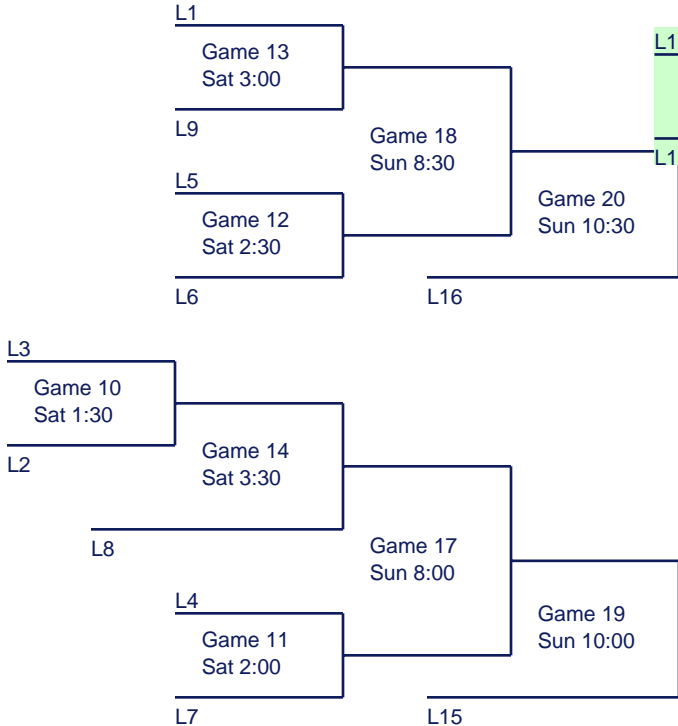 L1
Game 13
Sat 3:00
L9
L5
Game 12
Sat 2:30
L6
Game 18
Sun 8:30
L1
L1
Game 20
Sun 10:30
L16
L3
Game 10
Sat 1:30
L2
Game 14
Sat 3:30
L8
L4
Game 11
Sat 2:00
L7
Game 17
Sun 8:00
Game 19
Sun 10:00
L15